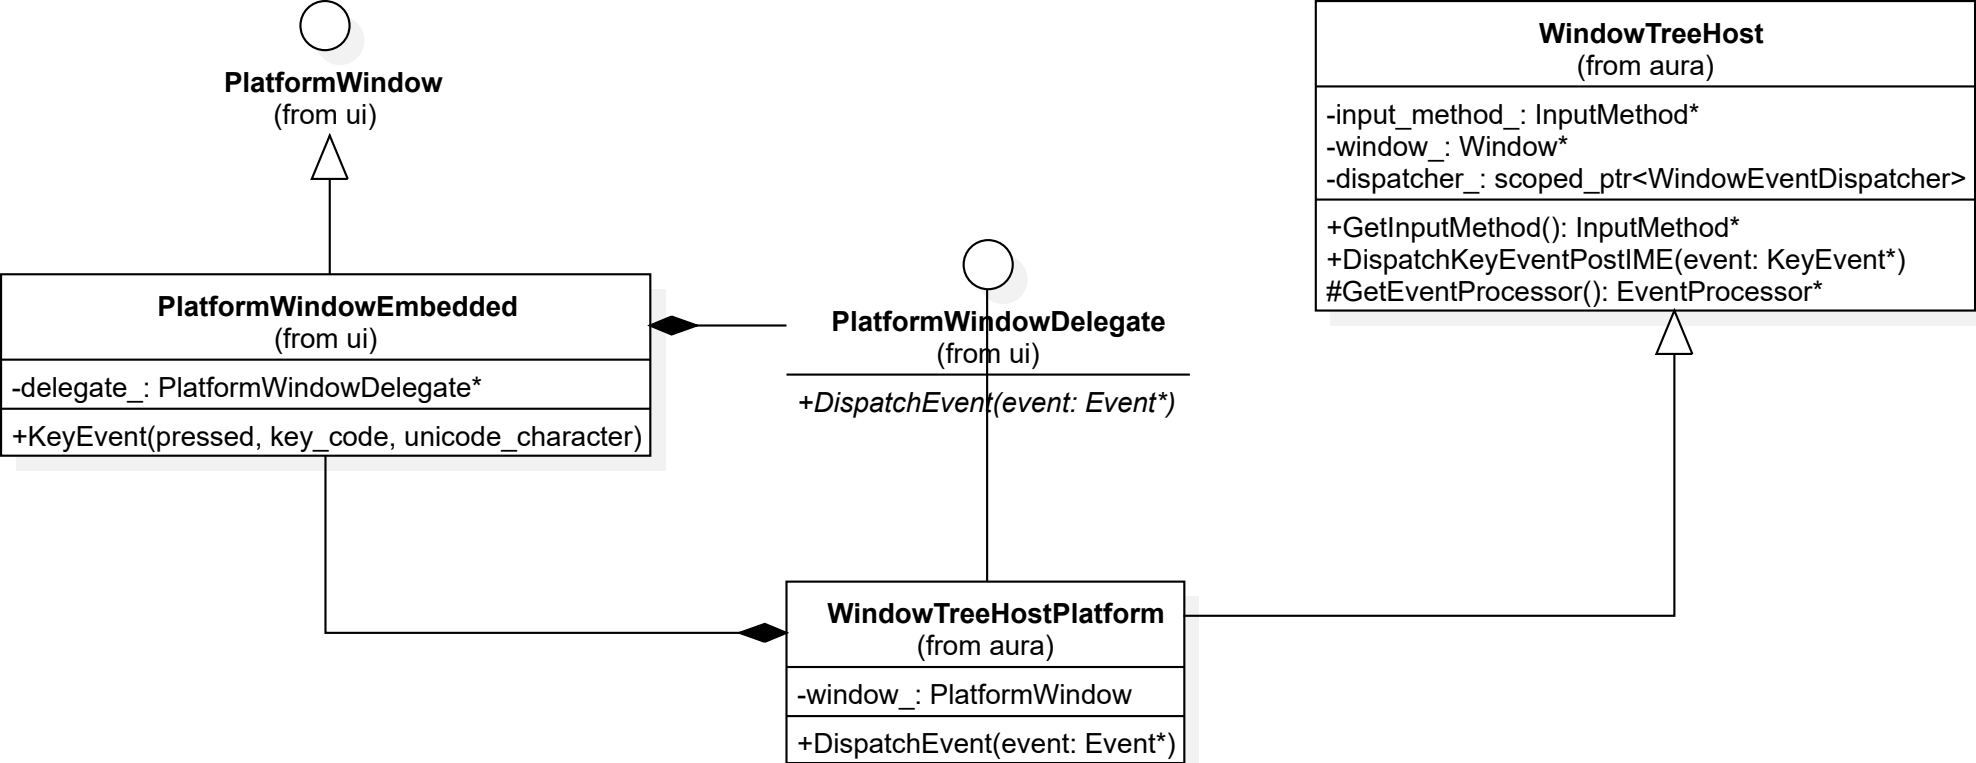 PlatformWindow
(from ui)
WindowTreeHost
(from aura)
-input_method_: InputMethod*
-window_: Window*
-dispatcher_: scoped_ptr<WindowEventDispatcher>
+GetInputMethod(): InputMethod*
+DispatchKeyEventPostIME(event: KeyEvent*)
#GetEventProcessor(): EventProcessor*
PlatformWindowEmbedded
(from ui)
-delegate_: PlatformWindowDelegate*
+KeyEvent(pressed, key_code, unicode_character)
PlatformWindowDelegate
(from ui)
+DispatchEvent(event: Event*)
WindowTreeHostPlatform
(from aura)
-window_: PlatformWindow
+DispatchEvent(event: Event*)